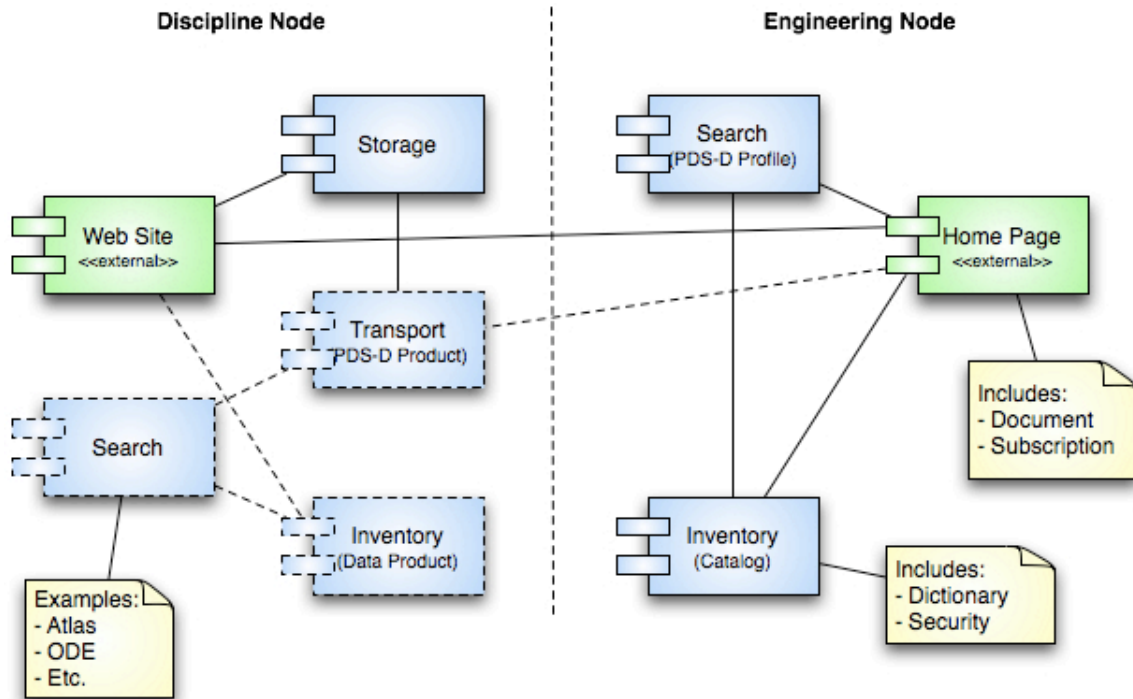 Discipline Node
Engineering Node
Storage
Search
(PDS-D Profile)
Web Site
<<external>>
Home Page
<<external>>
Transport
(PDS-D Product)
Includes:
- Document
- Subscription
Search
Inventory
(Data Product)
Inventory
(Catalog)
Includes:
- Dictionary
- Security
Examples:
- Atlas
- ODE
- Etc.